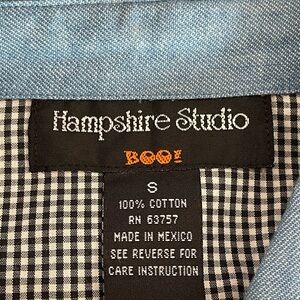 Hampshire Studio
BOO!
S
100% COTTON
RN 63757
MADE IN MEXICO
SEE REVERSE FOR
CARE INSTRUCTION